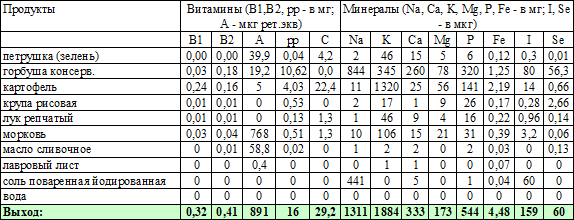 Продукты Витамины (В1,В2, рр - в мг; Минералы (Na, Ca, K, Mg, P, Fe - в мг; I, Se
А - мкг рет.экв) - в мкг)
В1 В2 А рр С Na K Ca Mg P Fe I Se
петрушка (зелень) 0,00 0,00 39,9 0,04 4,2 2 46 15 5 6 0,12 0,3 0,01
горбуша консерв. 0,03 0,18 19,2 10,62 0,0 844 345 260 78 320 1,25 80 56,3
картофель 0,24 0,16 5 4,03 22,4 11 1320 25 56 141 2,19 14 0,66
крупа рисовая 0,01 0,01 0 0,53 0 2 17 1 9 26 0,17 0,28 2,66
лук репчатый 0,01 0,01 0 0,13 1,3 1 46 9 4 16 0,22 0,96 0,14
морковь 0,03 0,04 768 0,51 1,3 10 106 15 21 31 0,39 3,2 0,06
масло сливочное 0 0,01 58,8 0,02 0 1 2 2 0 2 0,03 0 0,13
лавровый лист 0 0 0,4 0 0 1 1 0 0 0,07 0 0
соль поваренная йодированная 0 0 0 0 0 441 0 5 0 1 0,04 60 0
вода 0 0 0 0 0 0 0 0 0 0 0 0 0
Выход: 0,32 0,41 891 16 29,2 1311 1884 333 173 544 4,48 159 60